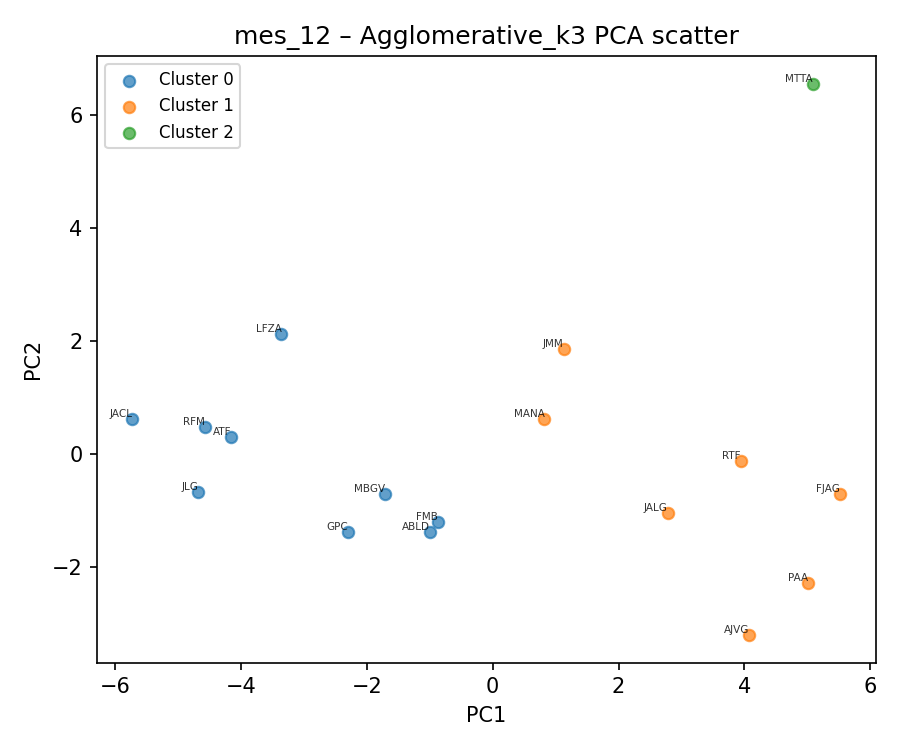 mes_12 – Agglomerative_k3 PCA scatter
Cluster 0
Cluster 1
Cluster 2
MTTA
LFZA
JMM
JACL
MANA
RFM
ATF
RTF
JLG
MBGV
FJAG
JALG
FMB
GPC
ABLD
PAA
AJVG
6
4
2
0
−2
PC2
−6
−4
−2
0
2
4
6
PC1